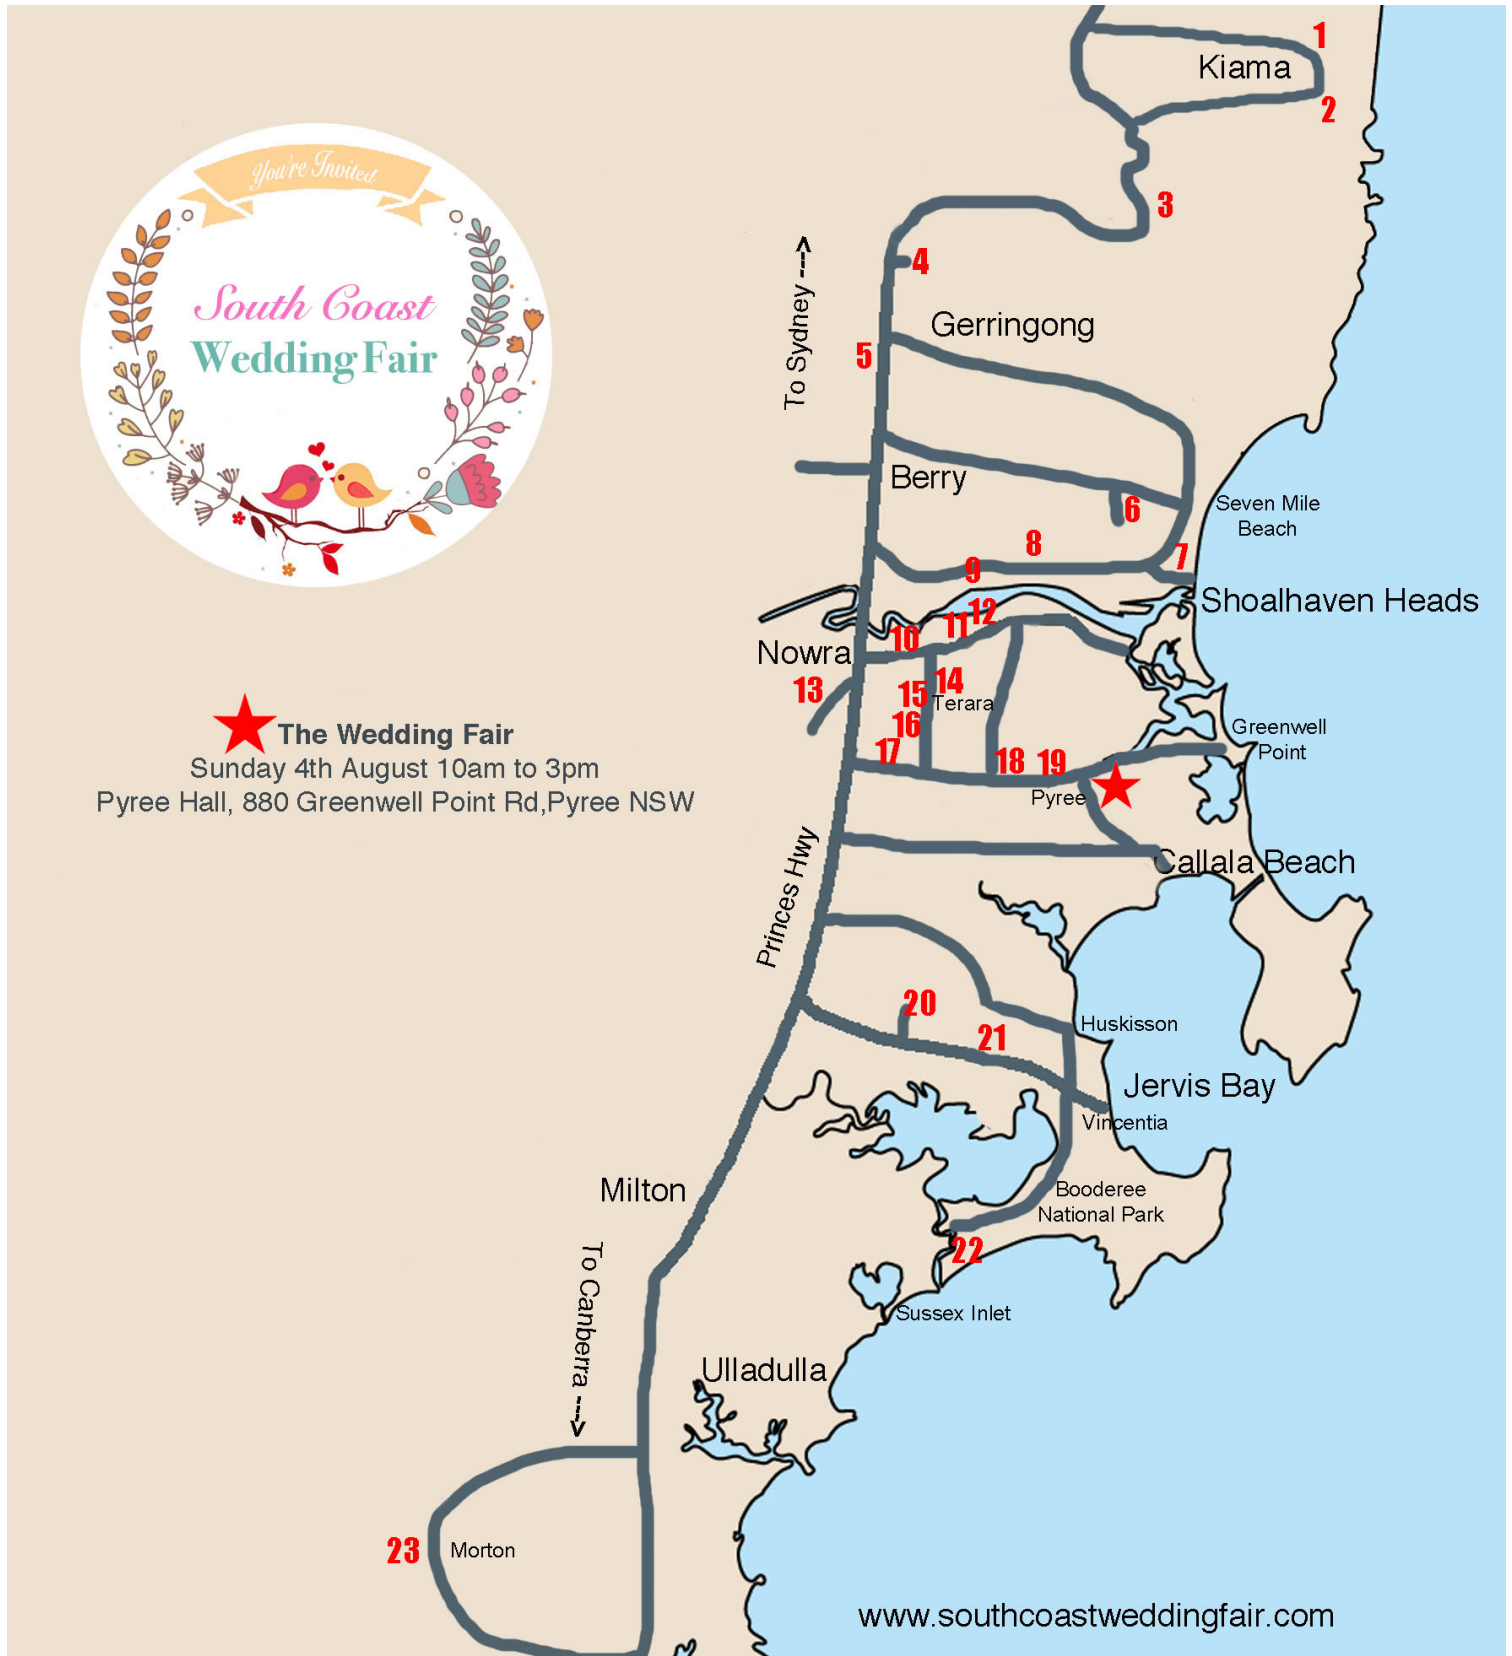 1
Kiama
2
You're Invited
3
To Sydney --->
4
South Coast
Wedding Fair
Gerringong
5
Berry
6
Seven Mile
Beach
8
7
9
Shoalhaven Heads
12
11
10
Nowra
13
14
15
Terara
16
The Wedding Fair
Sunday 4th August 10am to 3pm
Pyree Hall, 880 Greenwell Point Rd,Pyree NSW
Greenwell
Point
17
18
19
Pyree
Princes Hwy
Callala Beach
20
21
Huskisson
Jervis Bay
Vincentia
Milton
Booderee
National Park
22
To Canberra --->
Sussex Inlet
Ulladulla
23
Morton
www.southcoastweddingfair.com